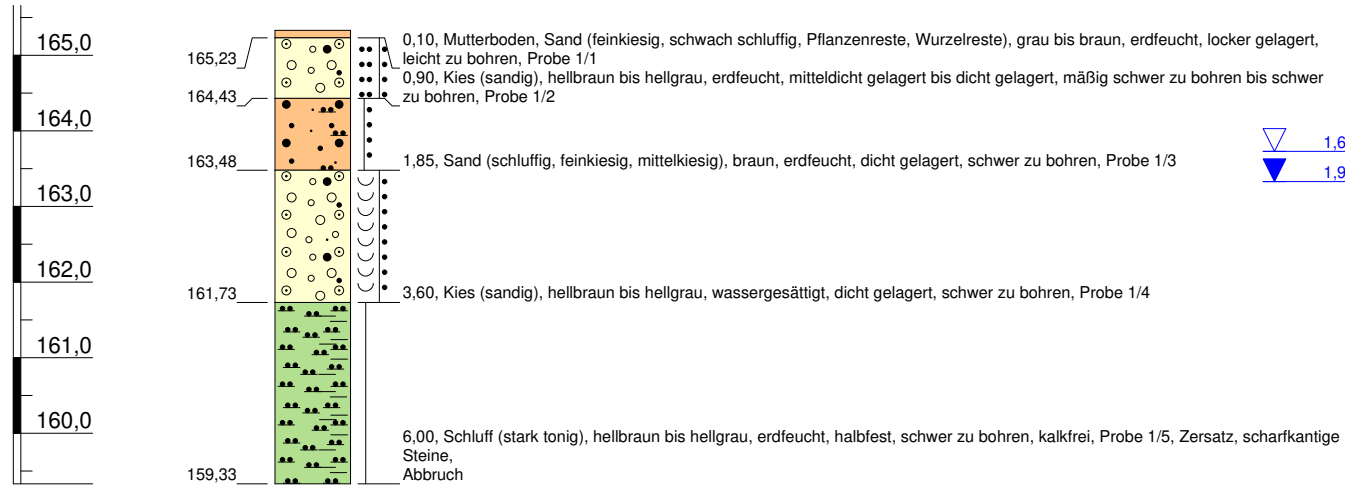 165,0
164,0
163,0
162,0
161,0
160,0
165,23
164,43
163,48
161,73
159,33
0,10, Mutterboden, Sand (feinkiesig, schwach schluffig, Pflanzenreste, Wurzelreste), grau bis braun, erdfeucht, locker gelagert,
leicht zu bohren, Probe 1/1
0,90, Kies (sandig), hellbraun bis hellgrau, erdfeucht, mitteldicht gelagert bis dicht gelagert, mäßig schwer zu bohren bis schwer
zu bohren, Probe 1/2
1,85, Sand (schluffig, feinkiesig, mittelkiesig), braun, erdfeucht, dicht gelagert, schwer zu bohren, Probe 1/3
3,60, Kies (sandig), hellbraun bis hellgrau, wassergesättigt, dicht gelagert, schwer zu bohren, Probe 1/4
6,00, Schluff (stark tonig), hellbraun bis hellgrau, erdfeucht, halbfest, schwer zu bohren, kalkfrei, Probe 1/5, Zersatz, scharfkantige
Steine,
Abbruch
1,6
1,9